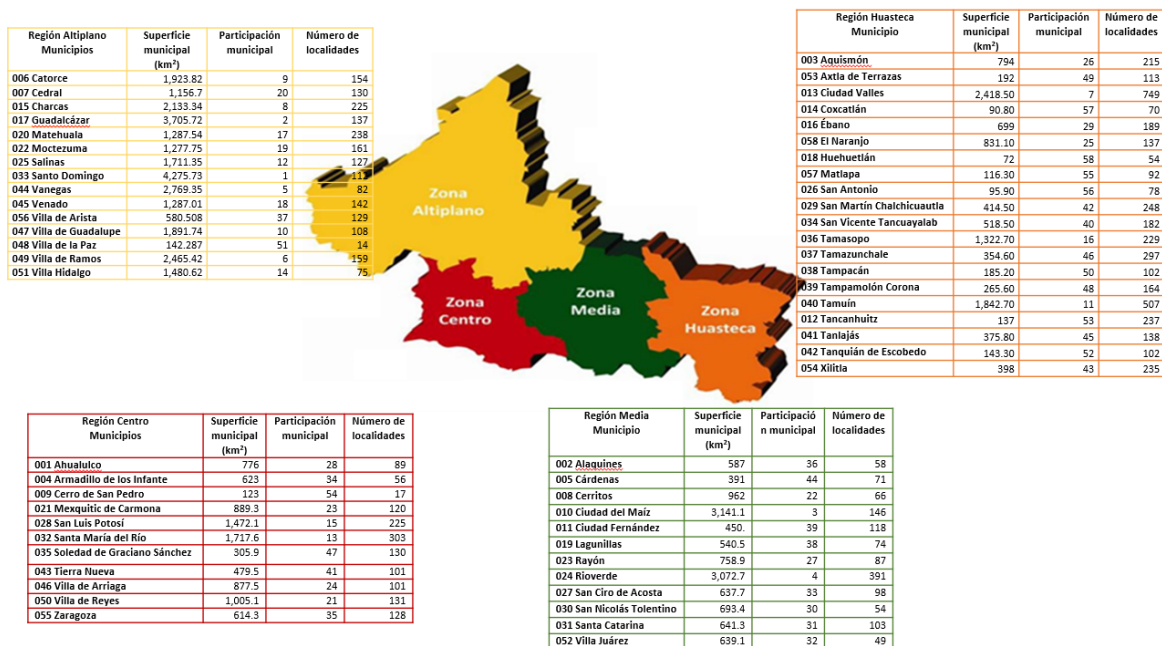 Región Altiplano Municipios Superficie municipal (km²) Participación municipal Número de localidades
006 Catorce 1,923.82 9 154
007 Cedral 1,156.7 20 130
015 Charcas 2,133.34 8 225
017 Guadalcázar 3,705.72 2 137
020 Matehuala 1,287.54 17 238
022 Moctezuma 1,277.75 19 161
025 Salinas 1,711.35 12 127
033 Santo Domingo 4,275.73 1
044 Vanegas 2,769.35 5 82
045 Venado 1,287.01 18 142
056 Villa de Arista 580.508 37 129
047 Villa de Guadalupe 1,891.74 10 108
048 Villa de la Paz 142.287 51 14
049 Villa de Ramos 2,465.42 6 159
051 Villa Hidalgo 1,480.62 14 75
Zona
Altiplano
Zona
Centro
Zona
Media
Zona
Huasteca
Región Huasteca Municipio Superficie municipal (km²) Participación municipal Número de localidades
003 Aquismón 794 26 215
053 Axtla de Terrazas 192 49 113
013 Ciudad Valles 2,418.50 7 749
014 Coxcatlán 90.80 57 70
016 Ébano 699 29 189
058 El Naranjo 831.10 25 137
018 Huehuetlán 72 58 54
057 Matlapa 116.30 55 92
026 San Antonio 95.90 56 78
029 San Martín Chalchicuautla 414.50 42 248
034 San Vicente Tancuayalab 518.50 40 182
036 Tamasopo 1,322.70 16 229
037 Tamazunchale 354.60 46 297
038 Tampacán 185.20 50 102
039 Tampamolón Corona 265.60 48 164
040 Tamuín 1,842.70 11 507
012 Tancanhuitz 137 53 237
041 Tanlajás 375.80 45 138
042 Tanquián de Escobedo 143.30 52 102
054 Xilitla 398 43 235
Región Centro Municipios Superficie municipal (km²) Participación municipal Número de localidades
001 Ahualulco 776 28 89
004 Armadillo de los Infante 623 34 56
009 Cerro de San Pedro 123 54 17
021 Mexquitic de Carmona 889.3 23 120
028 San Luis Potosí 1,472.1 15 225
032 Santa María del Río 1,717.6 13 303
035 Soledad de Graciano Sánchez 305.9 47 130
043 Tierra Nueva 479.5 41 101
046 Villa de Arriaga 877.5 24 101
050 Villa de Reyes 1,005.1 21 131
055 Zaragoza 614.3 35 128
Región Media Municipio Superficie municipal (km²) Participació n municipal Número de localidades
002 Alaquines 587 36 58
005 Cárdenas 391 44 71
008 Cerritos 962 22 66
010 Ciudad del Maíz 3,141.1 3 146
011 Ciudad Fernández 450. 39 118
019 Lagunillas 540.5 38 74
023 Rayón 758.9 27 87
024 Rioverde 3,072.7 4 391
027 San Ciro de Acosta 637.7 33 98
030 San Nicolás Tolentino 693.4 30 54
031 Santa Catarina 641.3 31 103
052 Villa Juárez 639.1 32 49